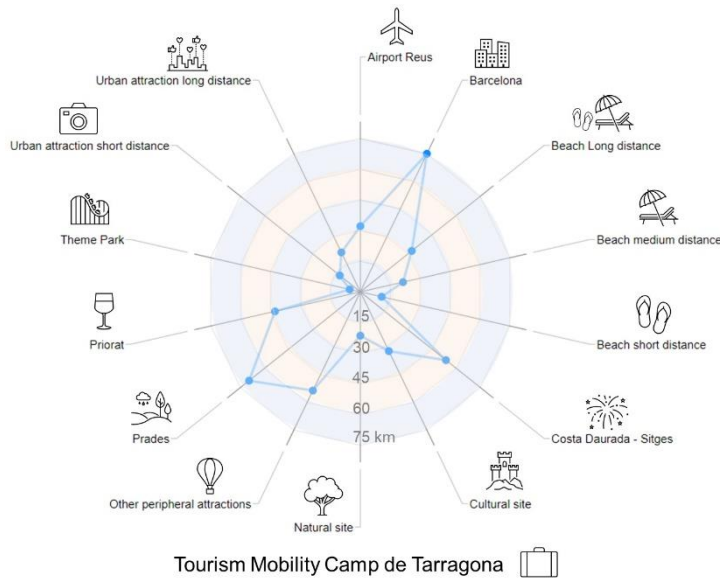 Airport Reus
Urban attraction long distance
Barcelona
Urban attraction short distance
Beach Long distance
Theme Park
Beach medium distance
Priorat
Beach short distance
15
30
45
60
75 km
Prades
Costa Daurada - Sitges
Other peripheral attractions
Cultural site
Natural site
Tourism Mobility Camp de Tarragona